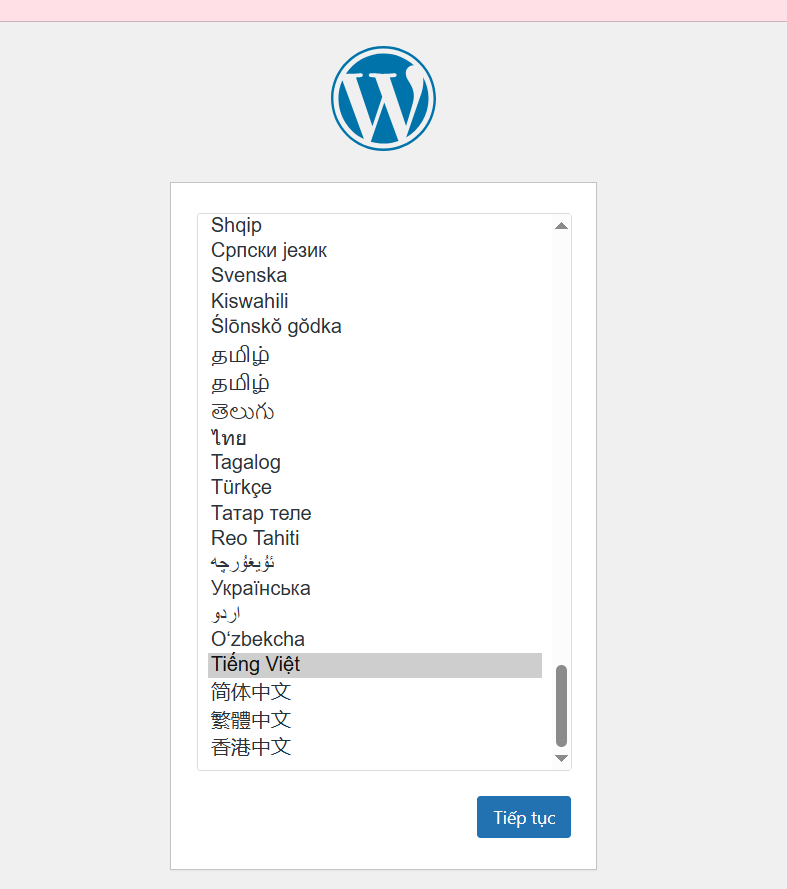 Shqip
Српски језик
Svenska
Kiswahili
Ślōnskŏ gŏdka
தமிழ்
தமிழ்
తెలుగు
ไทย
Tagalog
Türkçe
Татар теле
Reo Tahiti
ئۇيغۇرچە
Українська
اردو
O‘zbekcha
Tiếng Việt
简体中文
繁體中文
香港中文
Tiếp tục